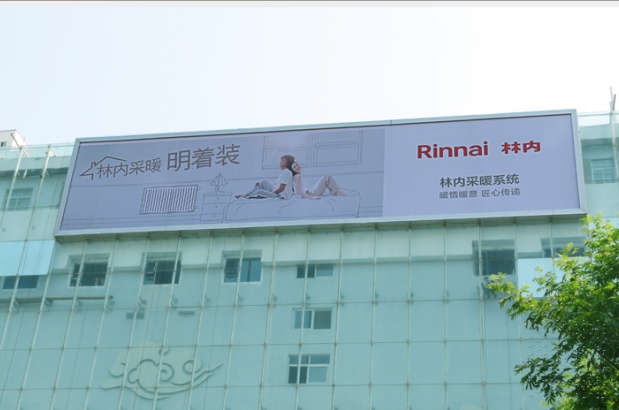 林内采暖 明着装
Rinnai 林内
林内采暖系统
暖情暖意 匠心传递